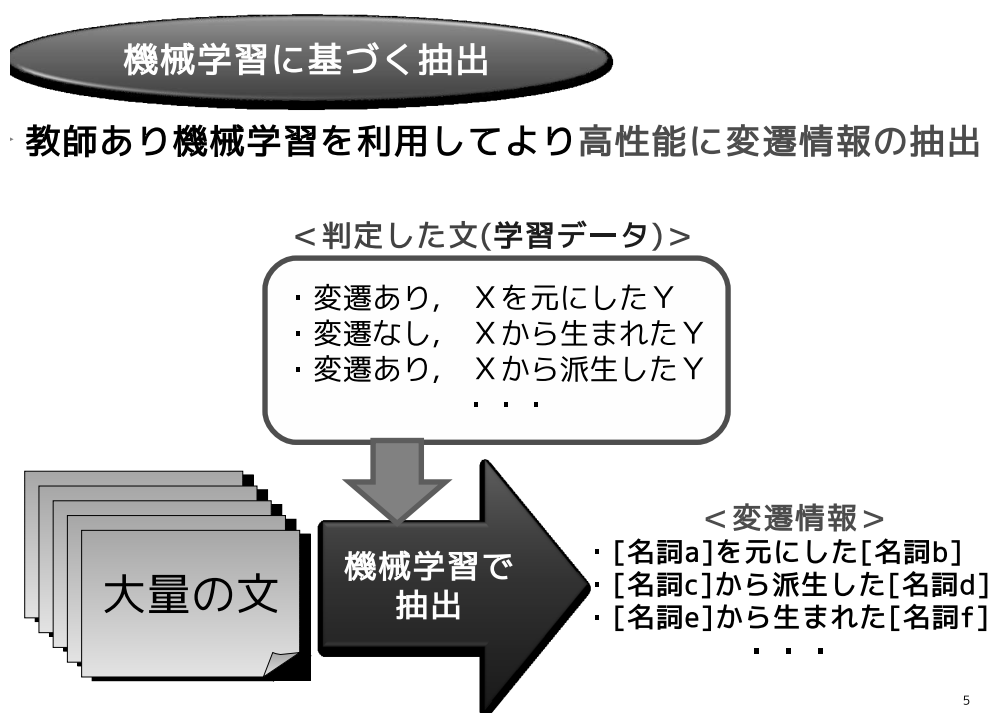 機械学習に基づく抽出
教師あり機械学習を利用してより高性能に変遷情報の抽出
＜判定した文(学習データ)＞
・変遷あり,　Ｘを元にしたＹ
・変遷なし,　Ｘから生まれたＹ
・変遷あり,　Ｘから派生したＹ
・・・
大量の文
機械学習で
抽出
＜変遷情報＞
・[名詞a]を元にした[名詞b]
・[名詞c]から派生した[名詞d]
・[名詞e]から生まれた[名詞f]
・・・
5